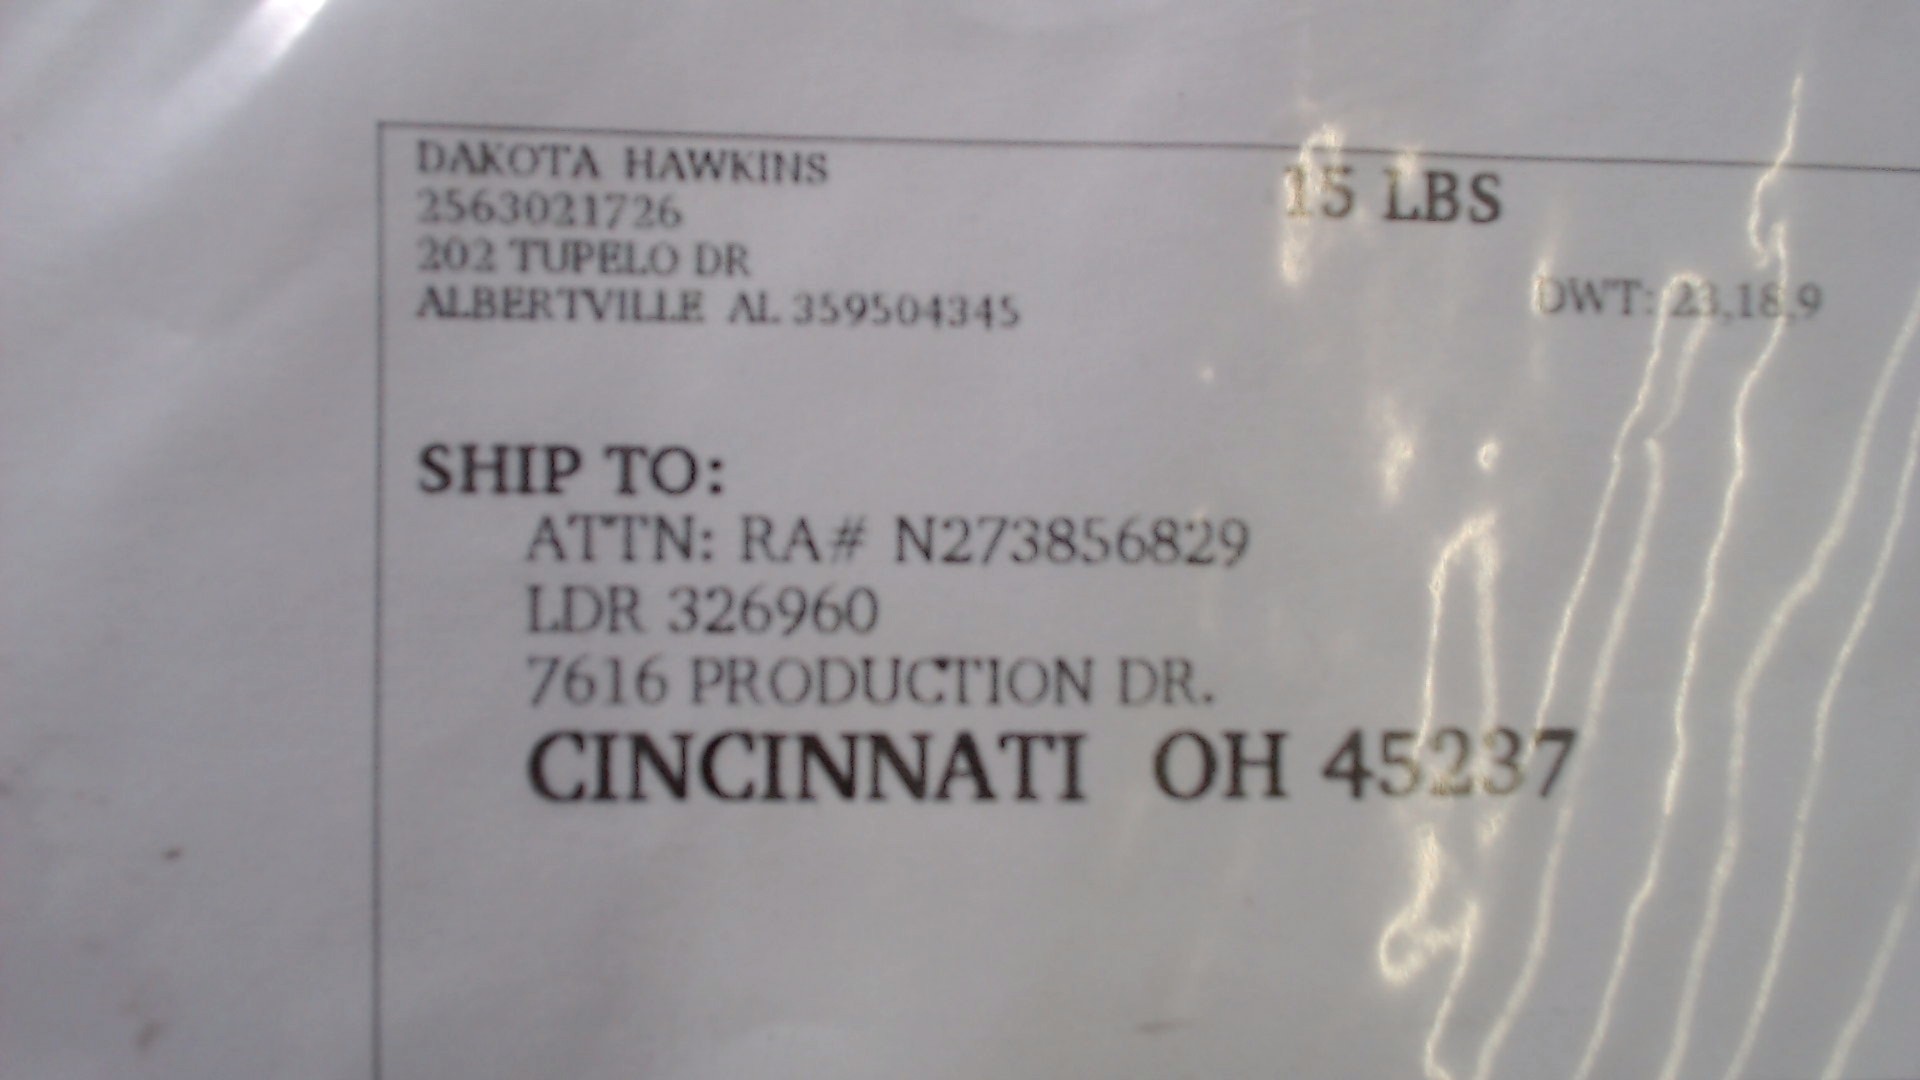 DAKOTA HAWKINS
2563021726
202 TUPELO DR
ALBERTVILLE AL 359504345
15 LBS
DWT: 23,18,9
SHIP TO:
ATTN: RA# N273856829
LDR 326960
7616 PRODUCTION DR.
CINCINNATI OH 45237